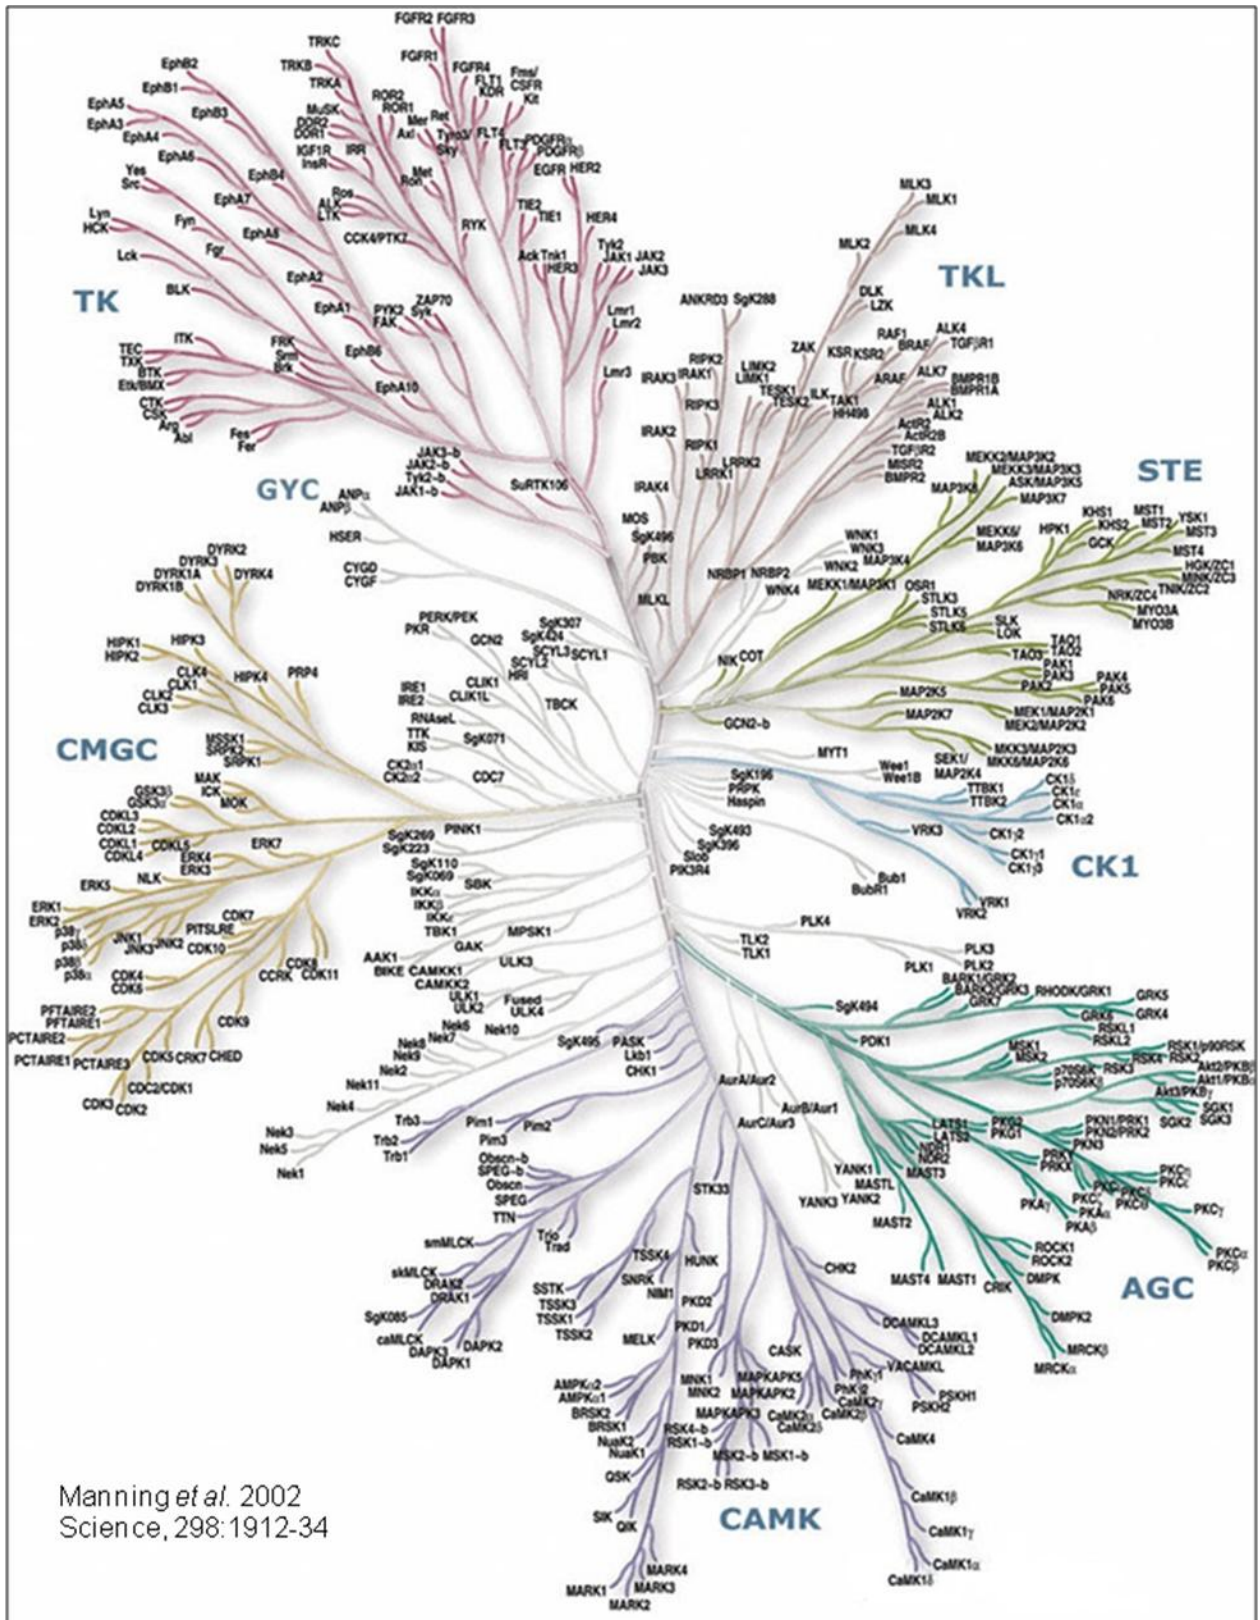 FGFR2 FGFR3
TRKC
FGFR1
TRKB
FGFR4
TRKA
FLT1
KDR
Fms/
CSFR
Kit
EphB2
EphB1
EphA5
EphA3
EphB3
EphA4
EphA6
EphB4
EphA7
EphA8
EphA2
EphA1
EphB6
EphA10
MuSK
DDR2
DDR1
ROR2
ROR1
IGF1R
InsR
IRR
Axl
Mer
Ret
Tyro3/
Sky
FLT4
FLT3
PDGFRα
PDGFRβ
Met
Ron
EGFR
HER2
Ros
ALK
LTK
CCK4/PTK7
RYK
TIE2
TIE1
HER4
Ack
Tnk1
HER3
Tyk2
JAK1
JAK2
JAK3
Yes
Src
Lyn
HCK
Fyn
Lck
Fgr
BLK
TK
PYK2
FAK
ZAP70
Syk
Lmr1
Lmr2
Lmr3
ITK
FRK
Srm
Brk
TEC
TXK
BTK
Etk/BMX
CTK
CSK
Arg
Abl
Fes
Fer
JAK3~b
JAK2~b
Tyk2~b
JAK1~b
SuRTK106
MLK3
MLK1
MLK4
MLK2
TKL
DLK
LZK
ANKRD3
SgK288
ZAK
KSR
KSR2
RAF1
BRAF
ARAF
ALK4
TGFβR1
ALK7
BMPR1B
BMPR1A
ALK1
ALK2
RIPK2
IRAK3
IRAK1
LIMK2
LIMK1
TESK1
TESK2
ILK
TAK1
HH498
RIPK3
IRAK2
RIPK1
LRRK2
LRRK1
IRAK4
ActR2
ActR2B
TGFβR2
MISR2
BMPR2
MOS
SgK496
PBK
MLKL
NRBP1
NRBP2
WNK1
WNK3
WNK2
WNK4
GYC
ANPα
ANPβ
HSER
CYGD
CYGF
STE
MEKK2/MAP3K2
MEKK3/MAP3K3
ASK/MAP3K5
MAP3K8
MAP3K7
MEKK6/
MAP3K6
MAP3K4
MEKK1/MAP3K1
KHS1
KHS2
HPK1
GCK
MST1
MST2
YSK1
MST3
MST4
HGK/ZC1
MINK/ZC3
TNIK/ZC2
NRK/ZC4
MYO3A
MYO3B
OSR1
STLK3
STLK5
STLK6
SLK
LOK
TAO1
TAO2
TAO3
PAK1
PAK3
PAK2
PAK4
PAK5
PAK6
NIK
COT
MAP2K5
MAP2K7
MEK1/MAP2K1
MEK2/MAP2K2
GCN2~b
MKK3/MAP2K3
MKK6/MAP2K6
SEK1/
MAP2K4
MYT1
Wee1
Wee1B
SgK196
PRPK
Haspin
SgK493
SgK396
Slob
PIK3R4
TTBK1
TTBK2
CK1δ
CK1ε
CK1α
CK1α2
VRK3
CK1γ2
CK1γ1
CK1γ3
CK1
VRK1
VRK2
Bub1
BubR1
DYRK2
DYRK3
DYRK1A
DYRK1B
DYRK4
HIPK1
HIPK2
HIPK3
HIPK4
PRP4
CLK4
CLK1
CLK2
CLK3
PERK/PEK
PKR
GCN2
SgK307
SgK424
SCYL3
SCYL2
SCYL1
HRI
CLIK1
CLIK1L
IRE1
IRE2
TBCK
RNAseL
TTK
KIS
SgK071
CK2α1
CK2α2
CDC7
CMGC
MSSK1
SRPK2
SRPK1
MAK
ICK
MOK
GSK3β
GSK3α
CDKL3
CDKL2
CDKL1
CDKL5
CDKL4
ERK7
ERK4
ERK3
NLK
ERK5
ERK1
ERK2
p38γ
p38δ
p38β
p38α
JNK1
JNK3
JNK2
CDK7
PITSLRE
CDK10
CDK4
CDK6
CCRK
CDK8
CDK11
PFTAIRE2
PFTAIRE1
PCTAIRE2
PCTAIRE1
PCTAIRE3
CDK9
CDK5
CRK7
CHED
CDC2/CDK1
CDK3
CDK2
PINK1
SgK269
SgK223
SgK110
SgK069
SBK
IKKα
IKKβ
IKKε
TBK1
MPSK1
GAK
AAK1
BIKE
CAMKK1
CAMKK2
ULK3
ULK1
ULK2
Fused
ULK4
Nek6
Nek7
Nek10
Nek8
Nek9
Nek2
Nek11
Nek4
Nek3
Nek5
Nek1
SgK495
PASK
Lkb1
CHK1
PLK4
TLK2
TLK1
PLK3
PLK1
PLK2
BARK1/GRK2
BARK2/GRK3
RHODK/GRK1
GRK5
GRK7
GRK6
GRK4
SgK494
PDK1
RSKL1
RSKL2
MSK1
MSK2
RSK1/p90RSK
RSK4
RSK2
RSK3
p70S6K
p70S6Kβ
Akt2/PKBβ
Akt1/PKB
Akt3/PKBγ
SGK1
SGK2
SGK3
LATS1
LATS2
NDR1
NDR2
MAST3
PKG2
PKG1
PKN1/PRK1
PKN2/PRK2
PKN3
PRKY
PRKX
PKCζ
PKCδ
PKCθ
PKCη
PKCε
PKCγ
PKAγ
PKAα
PKAβ
PKCα
PKCβ
AurA/Aur2
AurB/Aur1
AurC/Aur3
YANK1
YANK2
YANK3
MASTL
MAST2
MAST4
MAST1
ROCK1
ROCK2
DMPK
CRIK
DMPK2
MRCKβ
MRCKα
AGC
Trb3
Trb2
Trb1
Pim1
Pim2
Pim3
Obscn~b
SPEG~b
Obscn
SPEG
TTN
Trio
Trad
smMLCK
skMLCK
DRAK2
DRAK1
SgK085
caMLCK
DAPK3
DAPK2
DAPK1
STK33
TSSK4
SSTK
TSSK3
TSSK1
TSSK2
HUNK
SNRK
NIM1
MELK
PKD2
PKD1
PKD3
CHK2
DCAMKL3
DCAMKL1
DCAMKL2
CASK
VACAMKL
PhKγ1
PhKγ2
PSKH1
PSKH2
MNK1
MNK2
MAPKAPK5
MAPKAPK2
MAPKAPK3
CaMK2γ
CaMK2α
CaMK2β
CaMK2δ
AMPKα2
AMPKα1
BRSK2
BRSK1
NuaK2
NuaK1
QSK
SIK
QIK
RSK4~b
RSK1~b
MSK2~b
MSK1~b
RSK2~b
RSK3~b
CaMK4
CaMK1β
CaMK1γ
CaMK1α
CaMK1δ
MARK4
MARK3
MARK1
MARK2
CAMK
Manning et al. 2002
Science, 298:1912-34